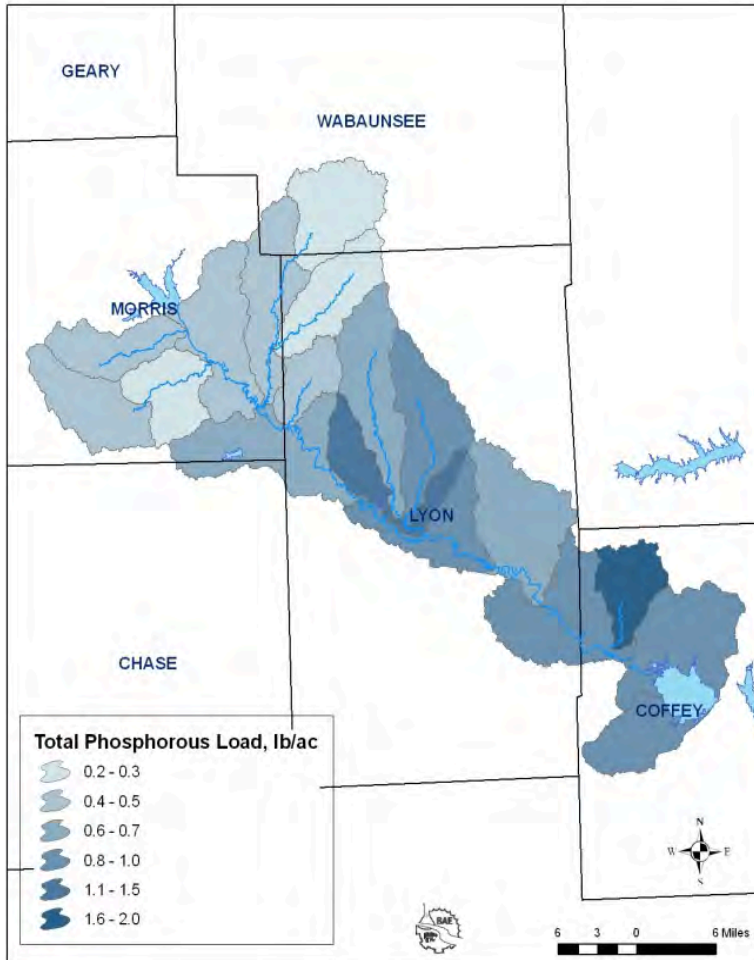 GEARY
WABAUNSEE
MORRIS
LYON
CHASE
COFFEY
Total Phosphorous Load, lb/ac
0.2 - 0.3
0.4 - 0.5
0.6 - 0.7
0.8 - 1.0
1.1 - 1.5
1.6 - 2.0
N
W E
S
BAE
6 3 0 6 Miles